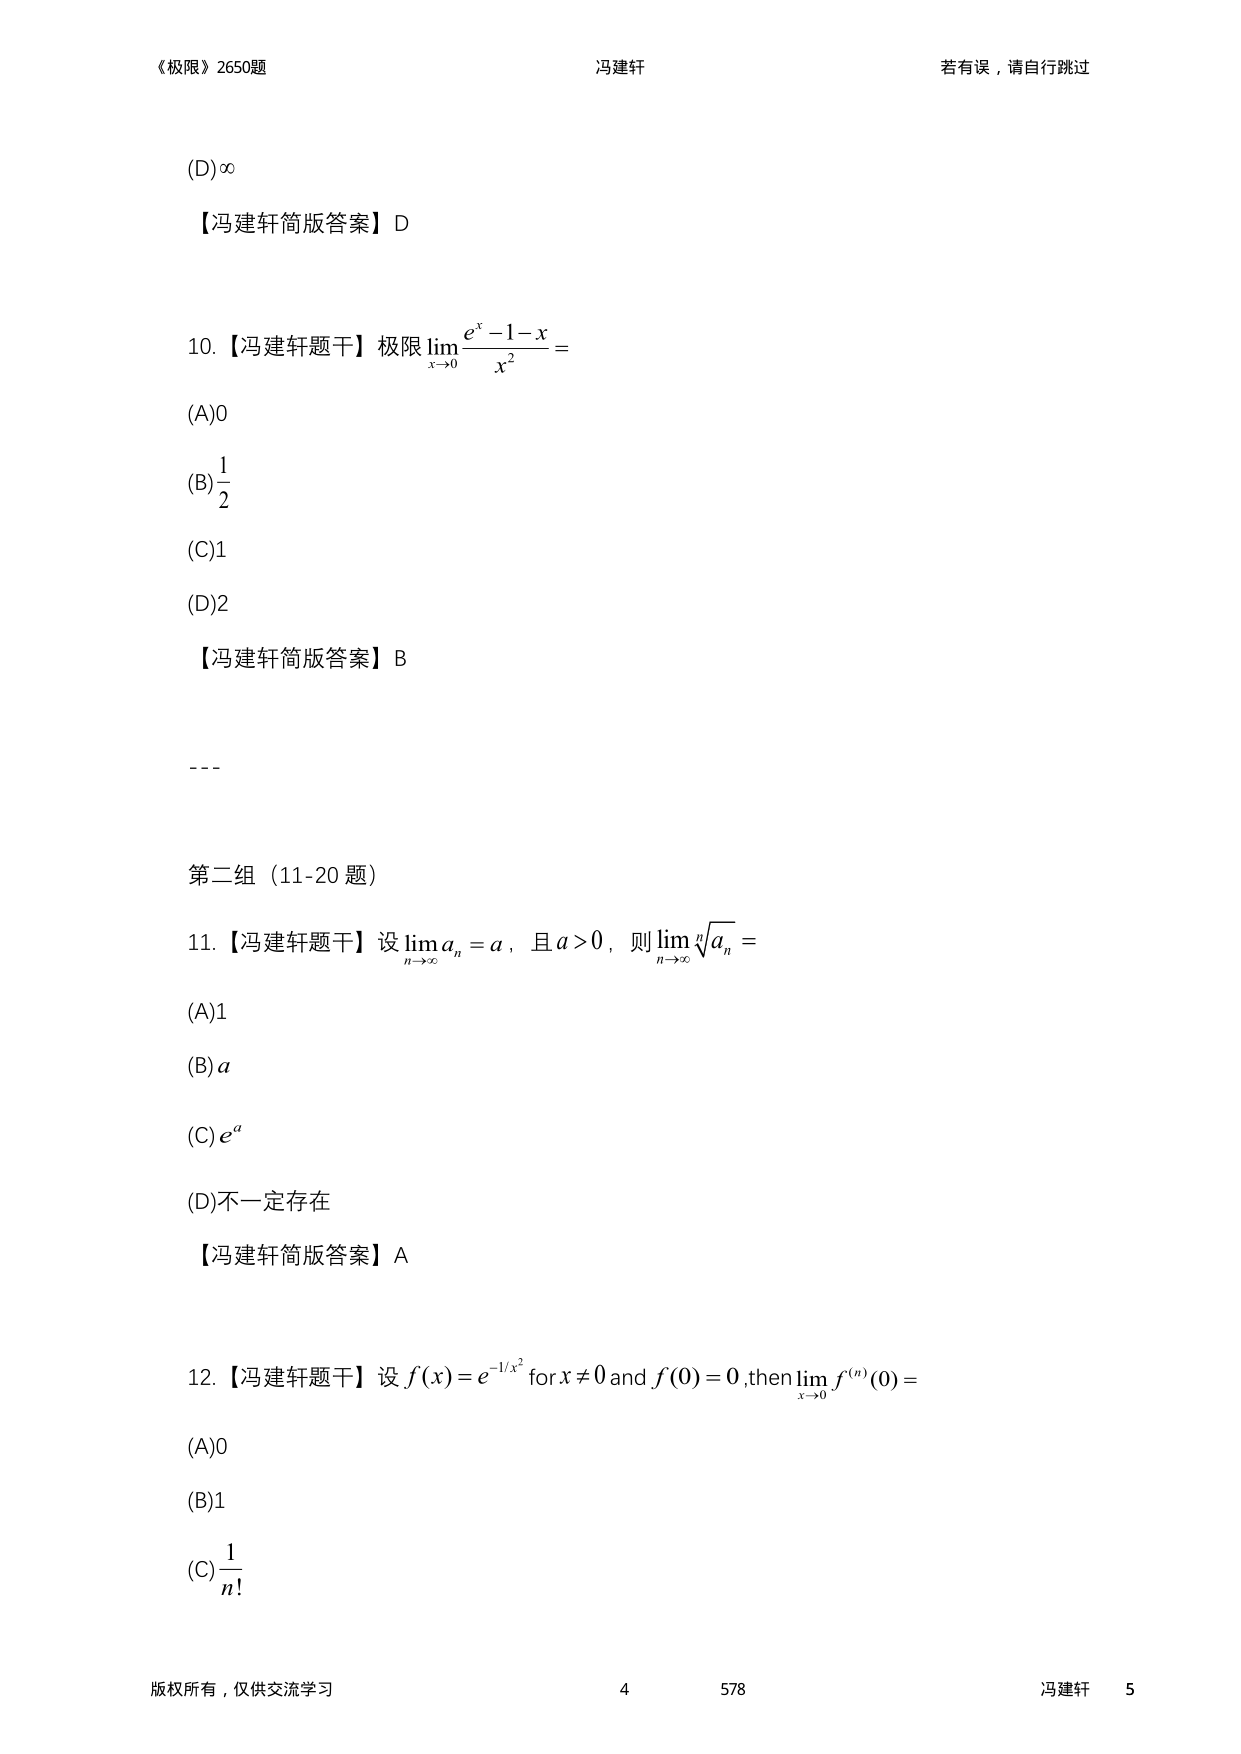 《极限》2650题 冯建轩 若有误，请自行跳过
(D)∞
【冯建轩简版答案】D
10.【冯建轩题干】极限 lim_{x→0} (e^x −1− x)/x^2 =
(A)0
(B) 1/2
(C)1
(D)2
【冯建轩简版答案】B
---
第二组（11-20 题）
11.【冯建轩题干】设 lim_{n→∞} a_n = a，且 a > 0，则 lim_{n→∞} \sqrt[n]{a_n} =
(A)1
(B) a
(C) e^a
(D)不一定存在
【冯建轩简版答案】A
12.【冯建轩题干】设 f(x) = e^{−1/x^2} for x ≠ 0 and f(0) = 0 ,then lim_{x→0} f^{(n)}(0) =
(A)0
(B)1
(C) 1/n!
版权所有，仅供交流学习 4 578 冯建轩 5